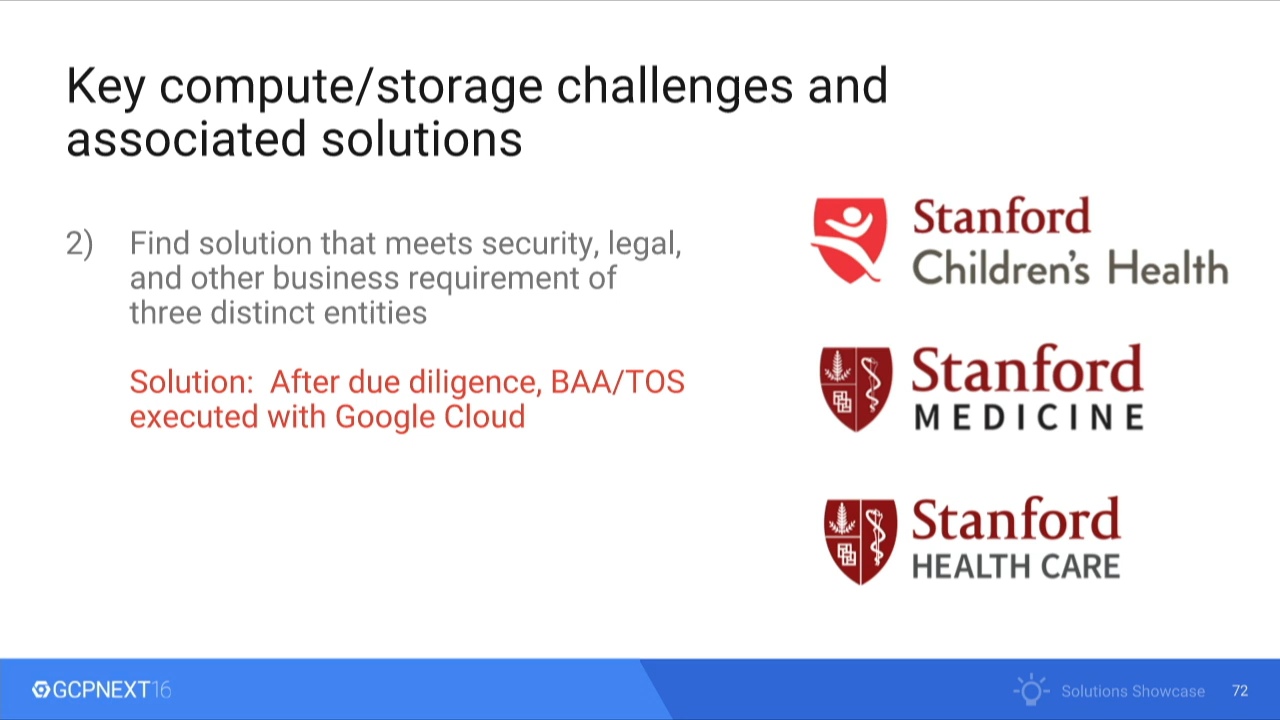 Key compute/storage challenges and
associated solutions
2) Find solution that meets security, legal,
and other business requirement of
three distinct entities
Solution: After due diligence, BAA/TOS
executed with Google Cloud
Stanford
Children's Health
Stanford
MEDICINE
Stanford
HEALTH CARE
GCPNEXT16
Solutions Showcase 72